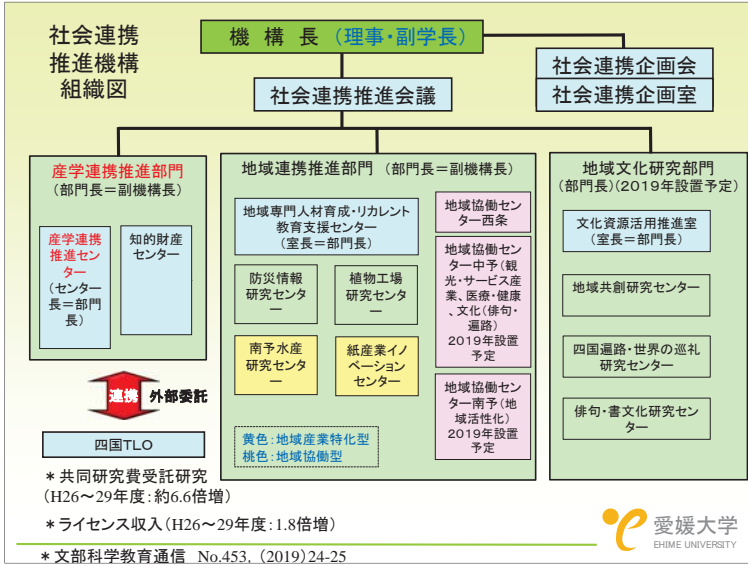 社会連携
推進機構
組織図
機 構 長 (理事・副学長)
社会連携企画会
社会連携企画室
社会連携推進会議
産学連携推進部門
(部門長=副機構長)
産学連携
推進センター
(センター
長=部門
長)
知的財産
センター
連携
外部委託
四国TLO
地域連携推進部門 (部門長=副機構長)
地域専門人材育成・リカレント
教育支援センター
(室長=部門長)
防災情報
研究センタ
ー
植物工場
研究センタ
ー
南予水産
研究センタ
ー
紙産業イノ
ベーション
センター
黄色:地域産業特化型
桃色:地域協働型
地域協働セン
ター西条
地域協働セン
ター中予(観
光・サービス産
業、医療・健康
、文化(俳句・
遍路)
2019年設置
予定
地域協働セン
ター南予(地
域活性化)
2019年設置
予定
地域文化研究部門
(部門長)(2019年設置予定)
文化資源活用推進室
(室長=部門長)
地域共創研究センター
四国遍路・世界の巡礼
研究センター
俳句・書文化研究セン
ター
*共同研究費受託研究
(H26~29年度:約6.6倍増)
*ライセンス収入(H26~29年度:1.8倍増)
*文部科学教育通信 No.453, (2019)24-25
愛媛大学
EHIME UNIVERSITY